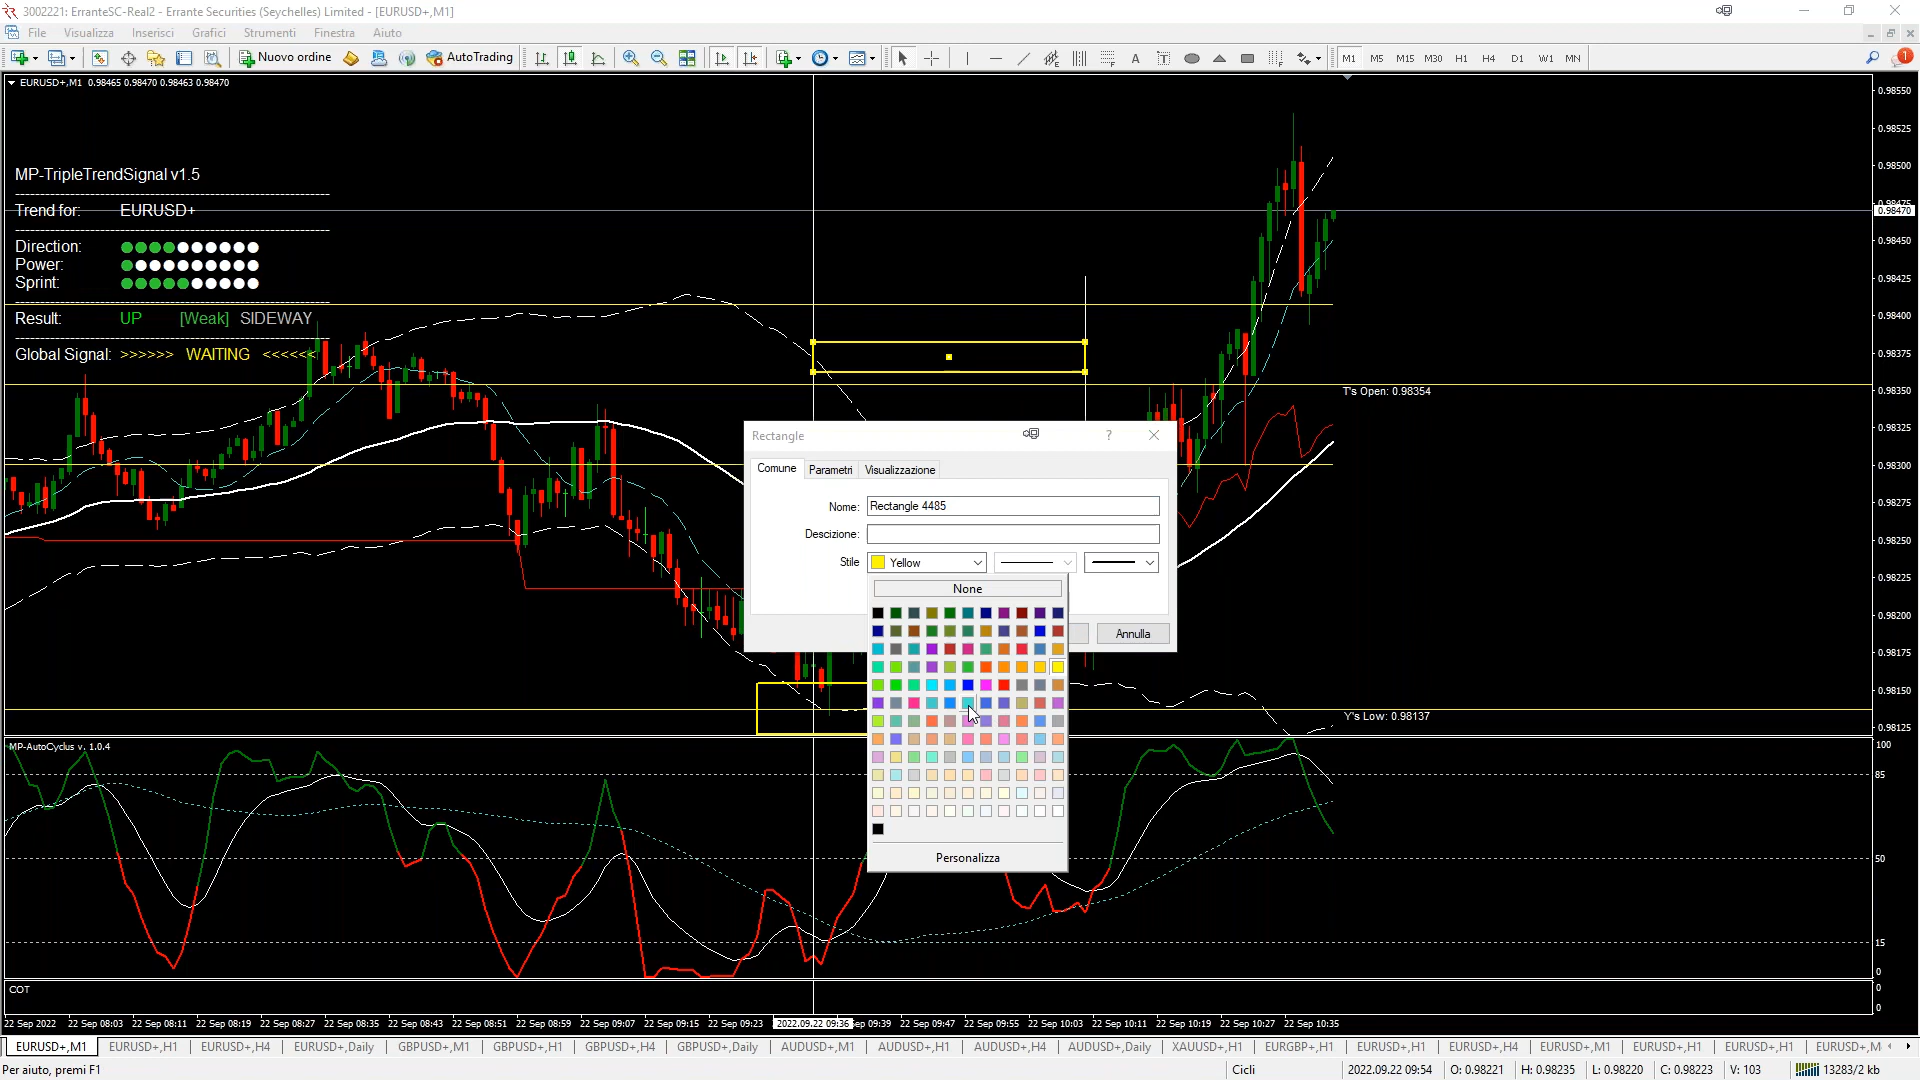 3002221: ErranteSC-Real2 - Errante Securities (Seychelles) Limited - [EURUSD+,M1]
File Visualizza Inserisci Grafici Strumenti Finestra Aiuto
Nuovo ordine AutoTrading A T M1 M5 M15 M30 H1 H4 D1 W1 MN 1
EURUSD+,M1 0.98465 0.98470 0.98463 0.98470
0.98550
0.98525
MP-TripleTrendSignal v1.5
0.98500
Trend for: EURUSD+
0.98475
0.98470
Direction:
0.98450
Power:
Sprint:
0.98425
Result: UP [Weak] SIDEWAY
0.98400
Global Signal: >>>>>> WAITING <<<<<<
0.98375
T's Open: 0.98354
0.98350
0.98325
Rectangle ?
Comune Parametri Visualizzazione
0.98300
Nome: Rectangle 4485
0.98275
Descizione:
0.98250
Stile Yellow
0.98225
None
0.98200
Annulla
0.98175
0.98150
Y's Low: 0.98137
0.98125
MP-AutoCyclus v. 1.0.4
100
85
Personalizza
50
15
0
COT
0
0
22 Sep 2022 22 Sep 08:03 22 Sep 08:11 22 Sep 08:19 22 Sep 08:27 22 Sep 08:35 22 Sep 08:43 22 Sep 08:51 22 Sep 08:59 22 Sep 09:07 22 Sep 09:15 22 Sep 09:23 2022.09.22 09:36 ep 09:39 22 Sep 09:47 22 Sep 09:55 22 Sep 10:03 22 Sep 10:11 22 Sep 10:19 22 Sep 10:27 22 Sep 10:35
EURUSD+,M1 EURUSD+,H1 EURUSD+,H4 EURUSD+,Daily GBPUSD+,M1 GBPUSD+,H1 GBPUSD+,H4 GBPUSD+,Daily AUDUSD+,M1 AUDUSD+,H1 AUDUSD+,H4 AUDUSD+,Daily XAUUSD+,H1 EURGBP+,H1 EURUSD+,H1 EURUSD+,H4 EURUSD+,M1 EURUSD+,H1 EURUSD+,H1 EURUSD+,M
Per aiuto, premi F1 Cicli 2022.09.22 09:54 O: 0.98221 H: 0.98235 L: 0.98220 C: 0.98223 V: 103 13283/2 kb